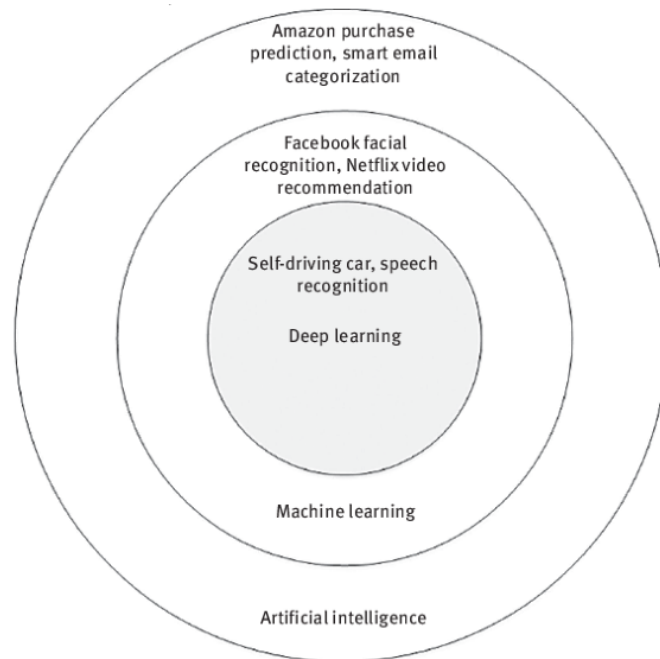 Amazon purchase
prediction, smart email
categorization
Facebook facial
recognition, Netflix video
recommendation
Self-driving car, speech
recognition
Deep learning
Machine learning
Artificial intelligence